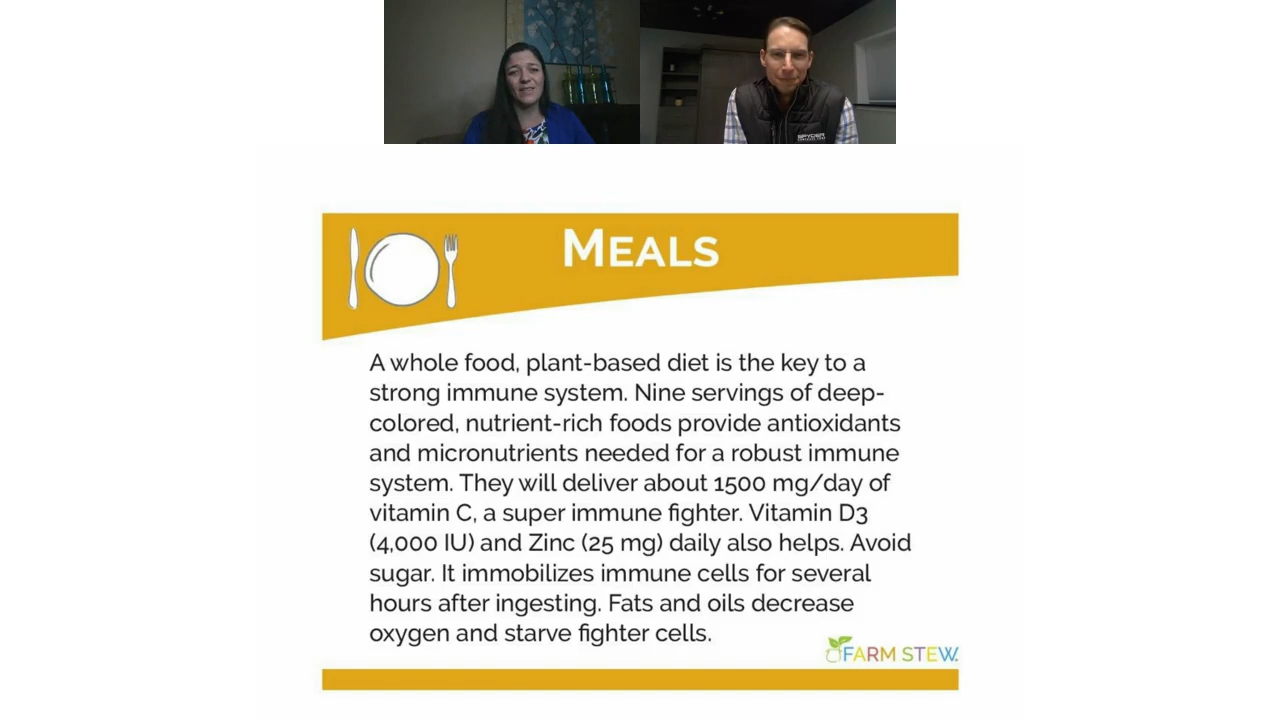 SPYDER
MEALS
A whole food, plant-based diet is the key to a
strong immune system. Nine servings of deep-
colored, nutrient-rich foods provide antioxidants
and micronutrients needed for a robust immune
system. They will deliver about 1500 mg/day of
vitamin C, a super immune fighter. Vitamin D3
(4,000 IU) and Zinc (25 mg) daily also helps. Avoid
sugar. It immobilizes immune cells for several
hours after ingesting. Fats and oils decrease
oxygen and starve fighter cells.
FARM STEW.